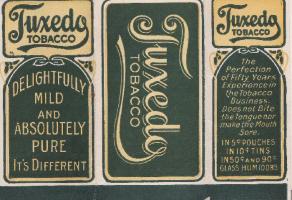 Tuxedo
TOBACCO
DELIGHTFULLY
MILD
AND
ABSOLUTELY
PURE
IT'S DIFFERENT
Tuxedo
TOBACCO
Tuxedo
TOBACCO
The
Perfection
of Fifty Years
Experience in
the Tobacco
Business.
Does not Bite
the tongue nor
make the Mouth
Sore.
IN 5¢ POUCHES
IN 10¢ TINS
IN 50¢ AND 90¢
GLASS HUMIDORS